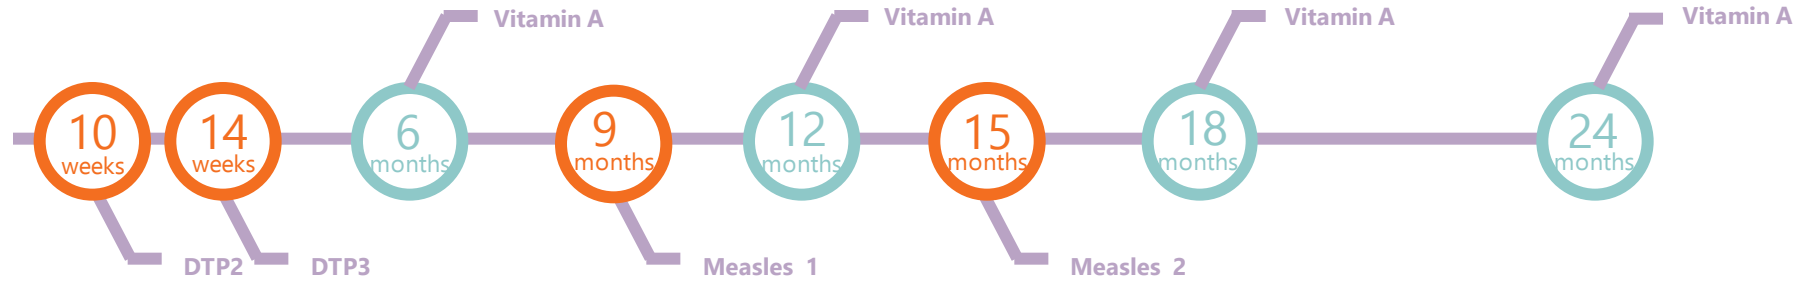 Vitamin A
Vitamin A
Vitamin A
Vitamin A
10
weeks
14
weeks
6
months
9
months
12
months
15
months
18
months
24
months
DTP2
DTP3
Measles 1
Measles 2